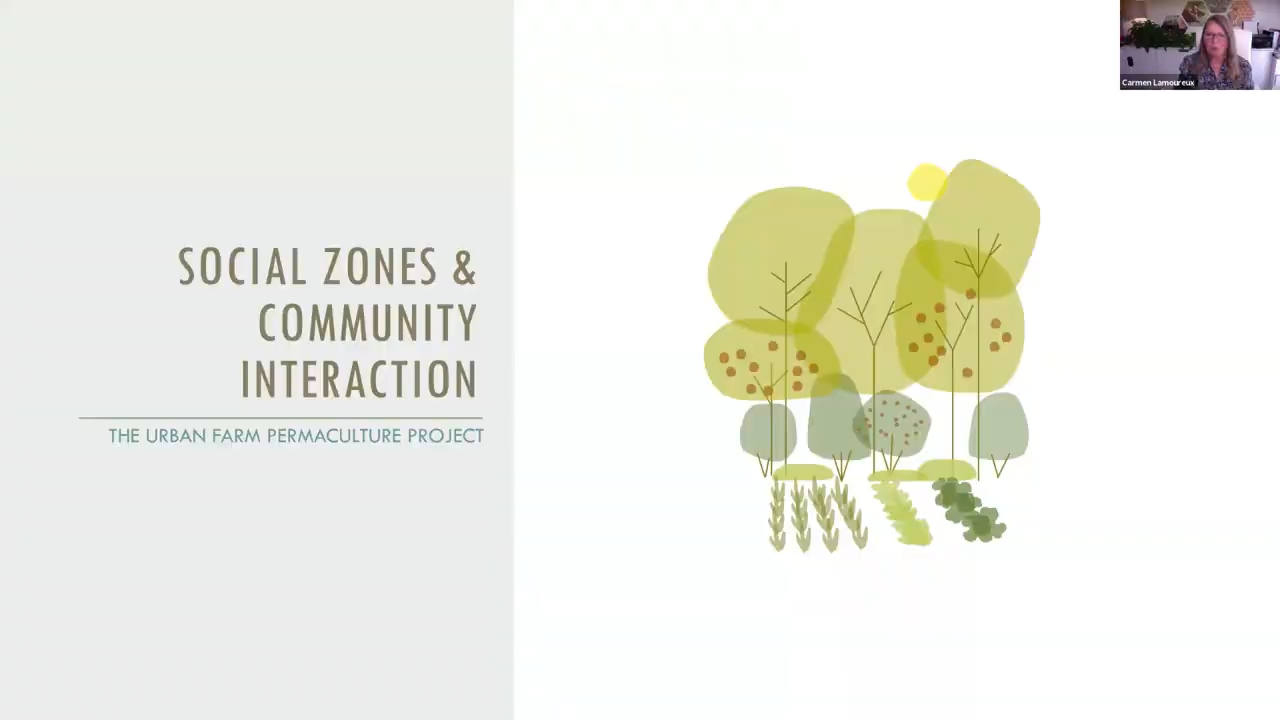 SOCIAL ZONES &
COMMUNITY
INTERACTION
THE URBAN FARM PERMACULTURE PROJECT
Carmen Lamoureux